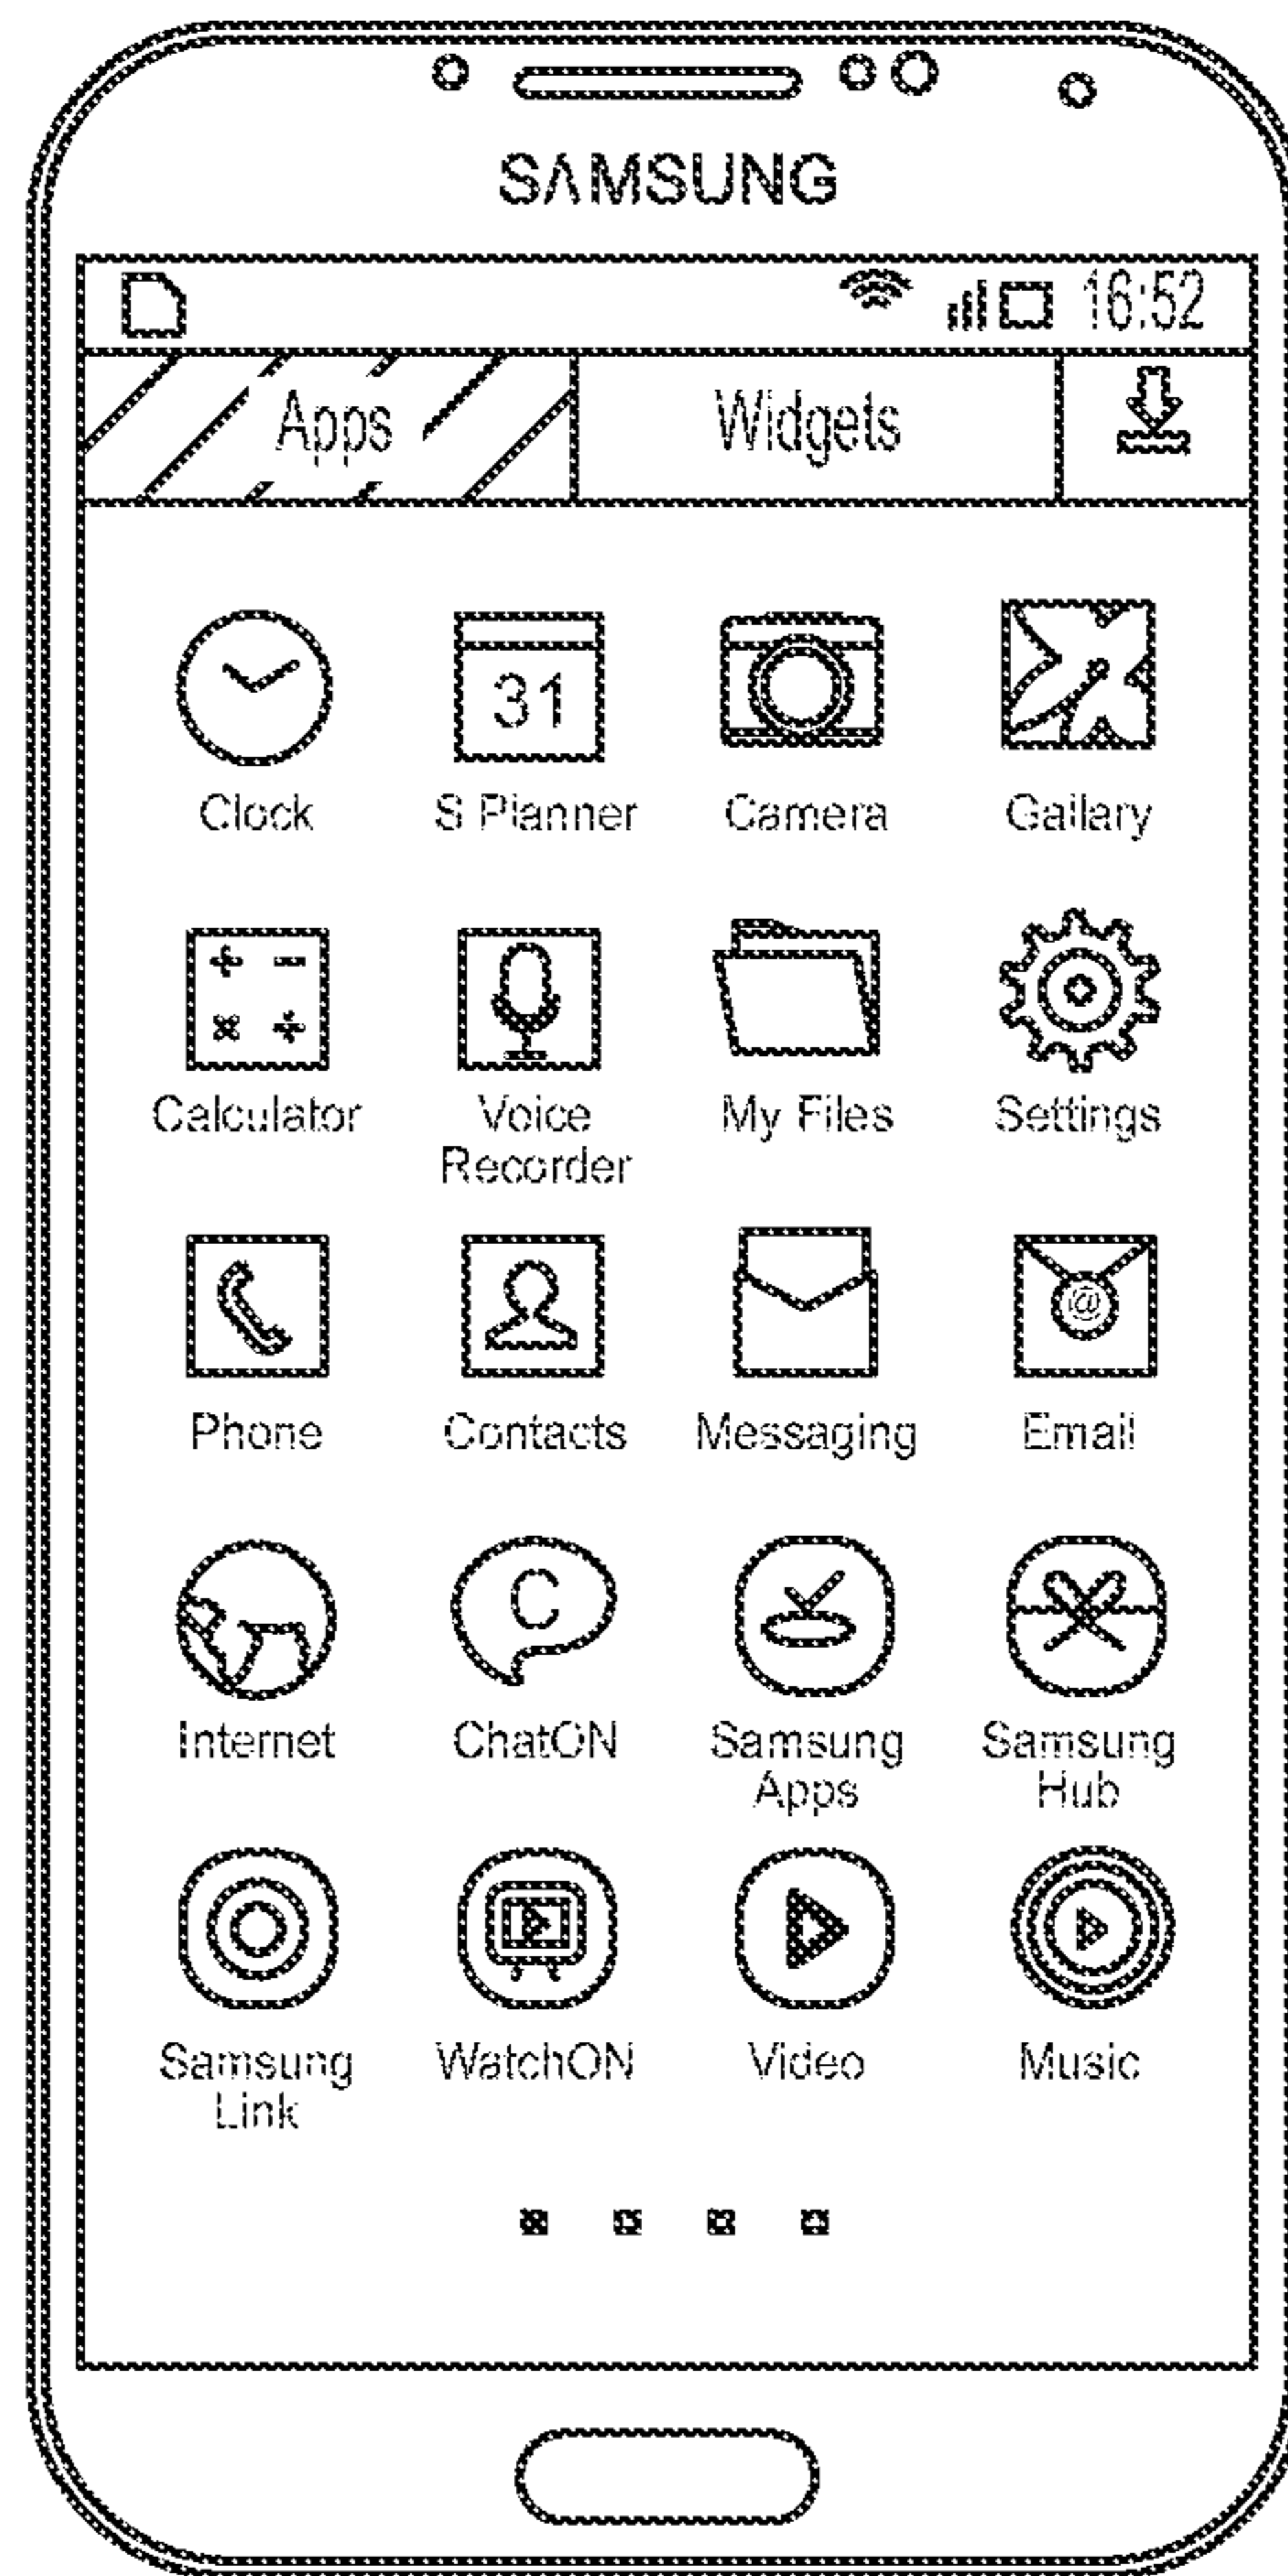 SAMSUNG
16:52
Apps Widgets
31
Clock S Planner Camera Gallary
+ −
× ÷
Calculator Voice Recorder My Files Settings
@
Phone Contacts Messaging Email
C
Internet ChatON Samsung Apps Samsung Hub
Samsung Link WatchON Video Music